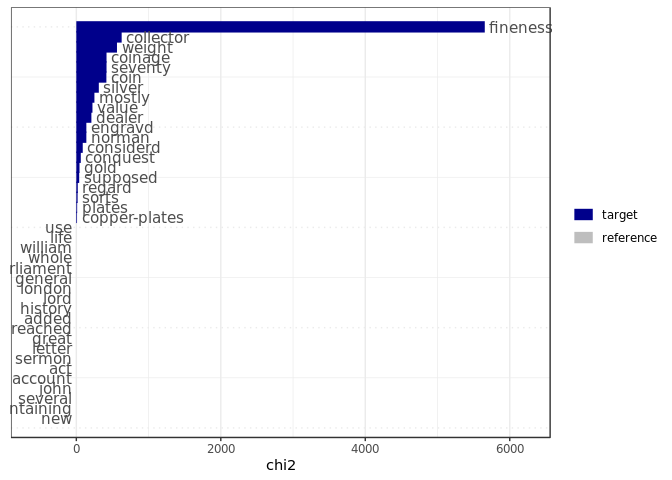 fineness
collector
weight
coinage
seventy
coin
silver
mostly
value
dealer
engravd
norman
considerd
conquest
gold
supposed
regard
sorts
plates
copper-plates
use
life
william
whole
rliament
general
london
lord
history
added
reached
great
letter
sermon
act
account
john
several
ntaining
new
target
reference
0 2000 4000 6000
chi2